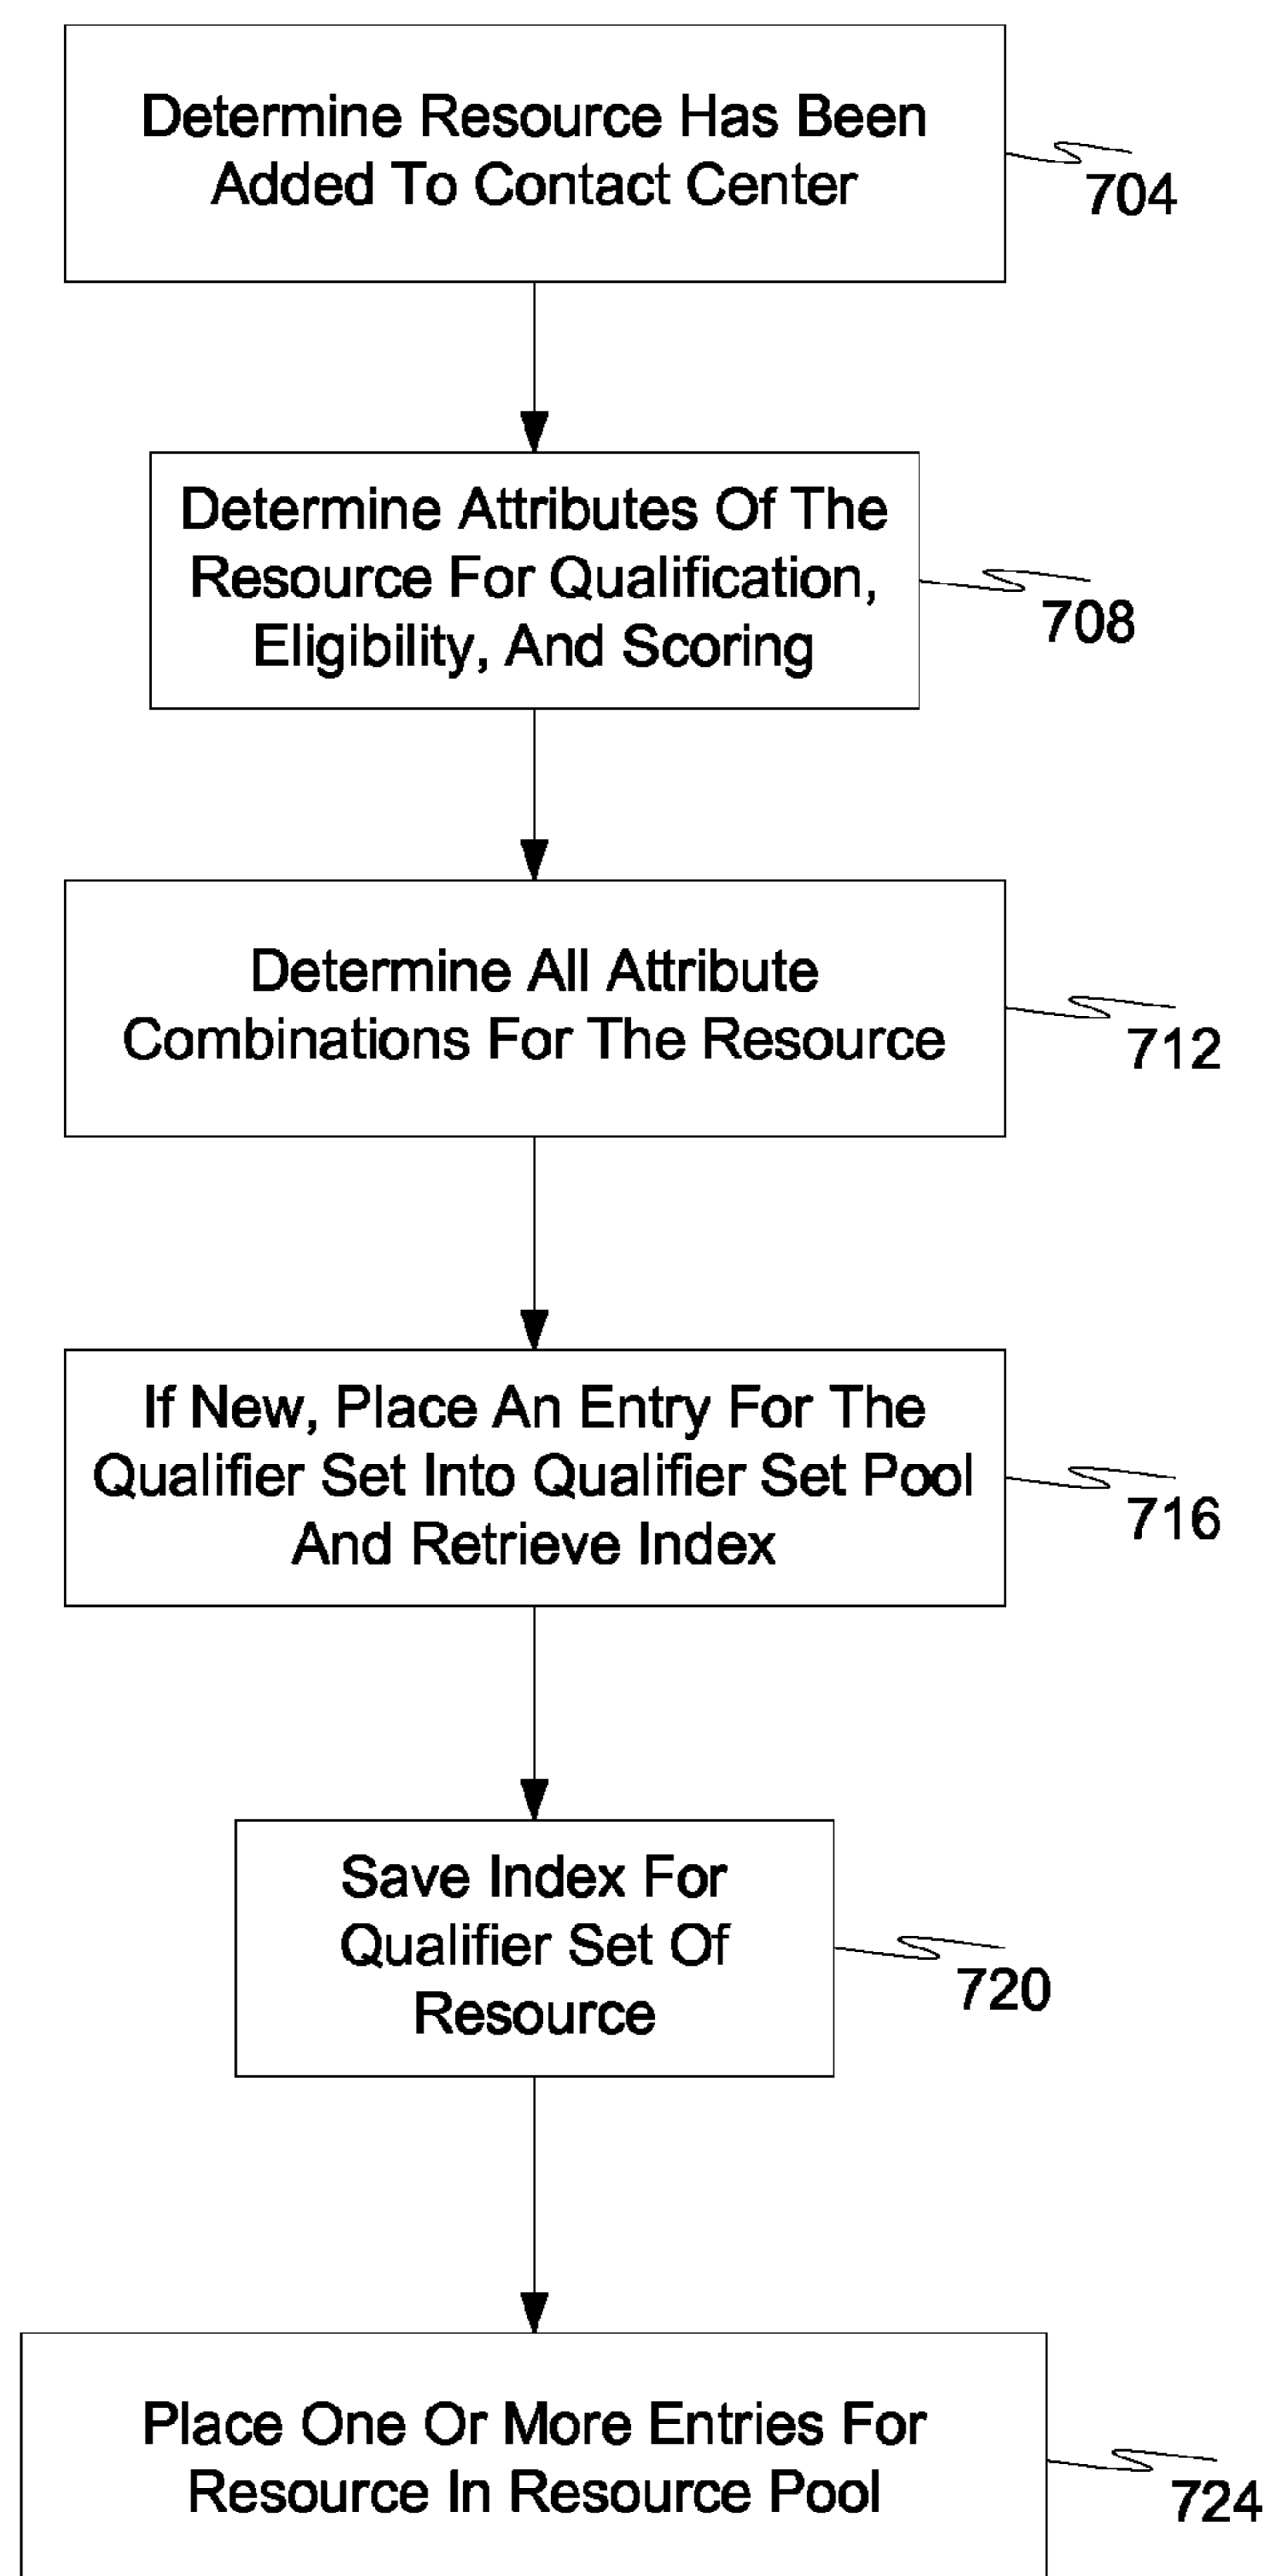 Determine Resource Has Been
Added To Contact Center
704
Determine Attributes Of The
Resource For Qualification,
Eligibility, And Scoring
708
Determine All Attribute
Combinations For The Resource
712
If New, Place An Entry For The
Qualifier Set Into Qualifier Set Pool
And Retrieve Index
716
Save Index For
Qualifier Set Of
Resource
720
Place One Or More Entries For
Resource In Resource Pool
724